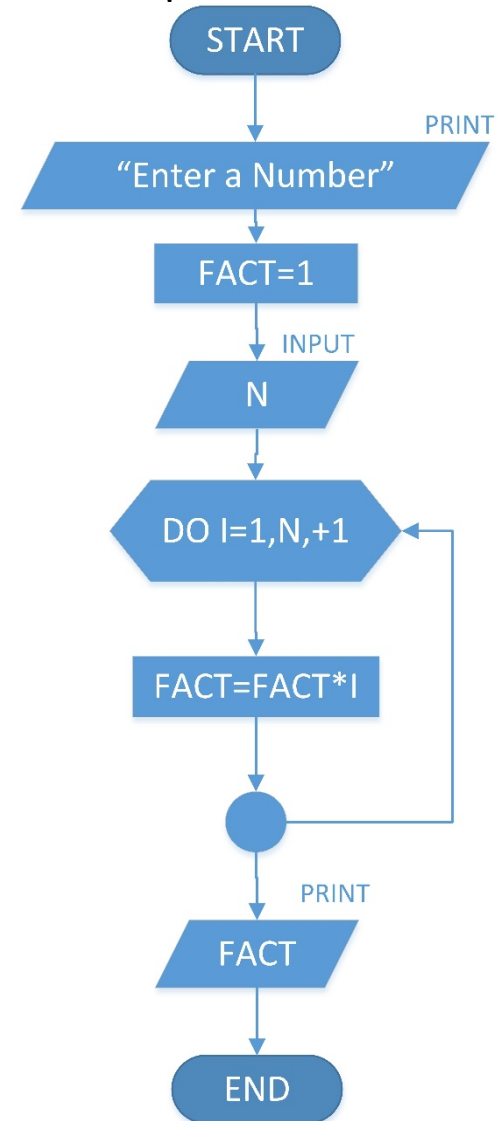 START
PRINT
“Enter a Number”
FACT=1
INPUT
N
DO I=1,N,+1
FACT=FACT*I
PRINT
FACT
END